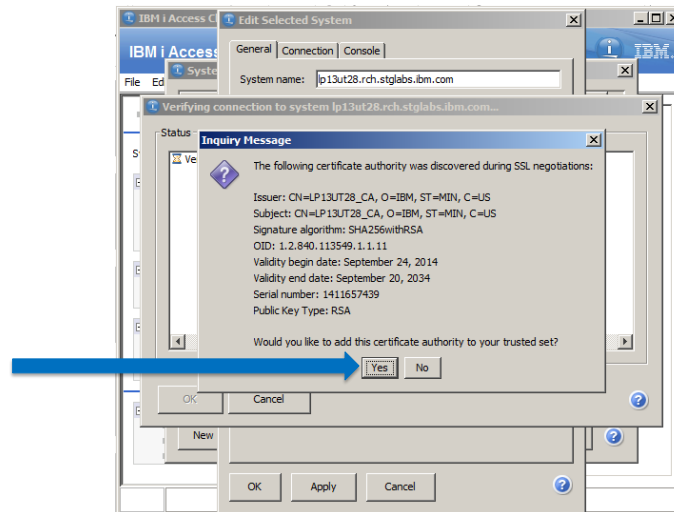 IBM i Access Cl
Edit Selected System
IBM i Access
IBM.
General
Connection
Console
File
Ed
Syste
System name:
lp13ut28.rch.stglabs.ibm.com
Verifying connection to system lp13ut28.rch.stglabs.ibm.com...
Status
Inquiry Message
Ve
The following certificate authority was discovered during SSL negotiations:
Issuer: CN=LP13UT28_CA, O=IBM, ST=MIN, C=US
Subject: CN=LP13UT28_CA, O=IBM, ST=MIN, C=US
Signature algorithm: SHA256withRSA
OID: 1.2.840.113549.1.1.11
Validity begin date: September 24, 2014
Validity end date: September 20, 2034
Serial number: 1411657439
Public Key Type: RSA
Would you like to add this certificate authority to your trusted set?
Yes
No
OK
Cancel
New
OK
Apply
Cancel